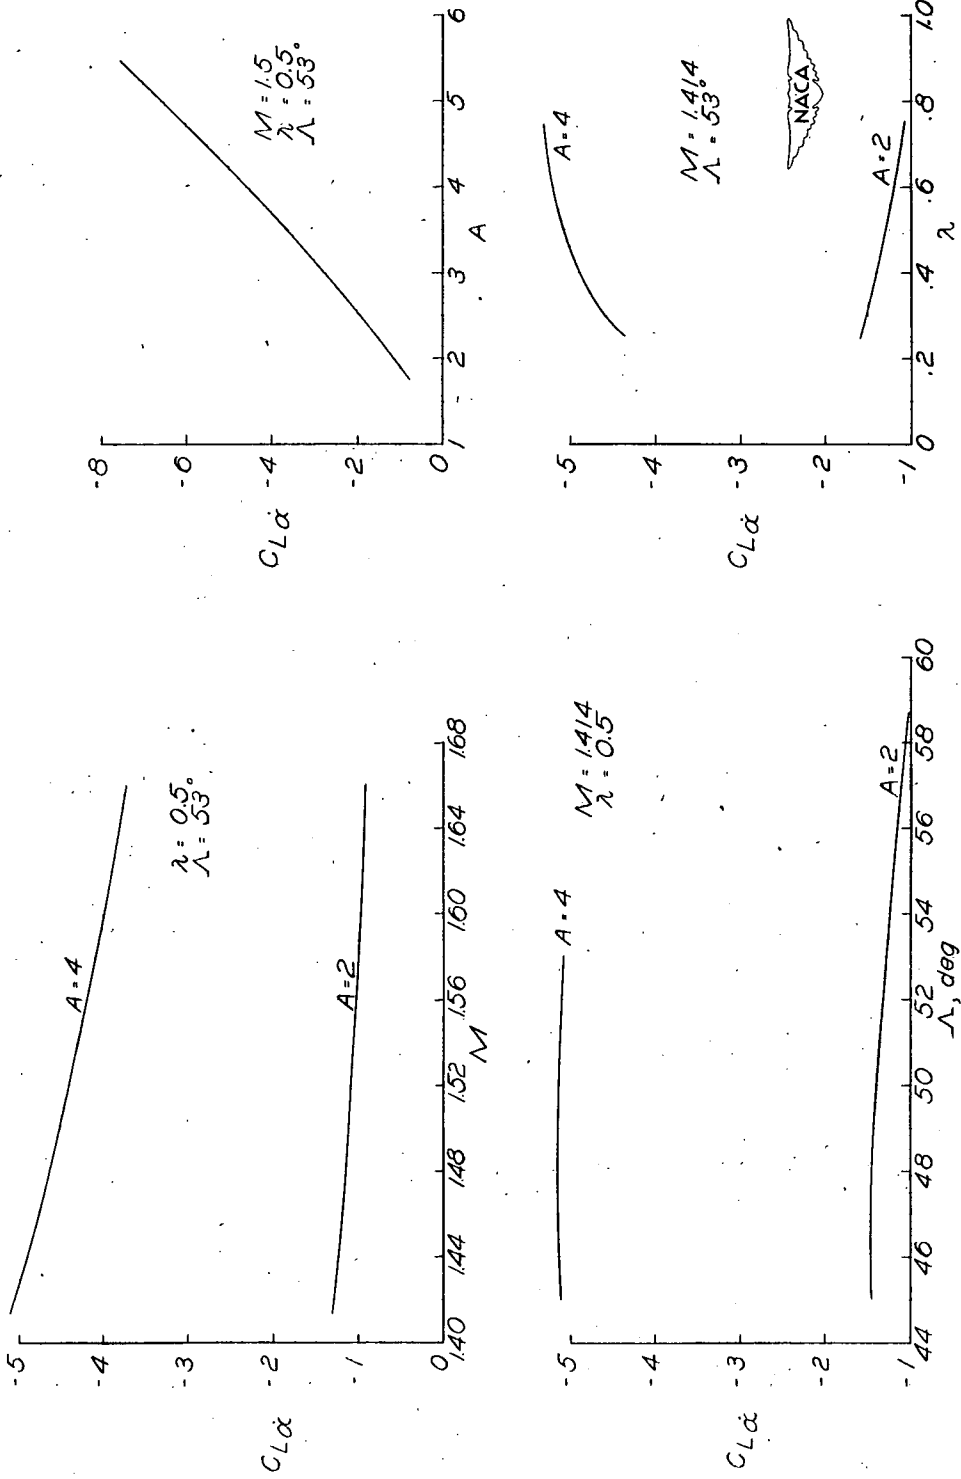 -5
-4
-3
-2
1
0
CLα̇
A=4
A=2
λ = 0.5
Λ = 53°
1.40 1.44 1.48 1.52 1.56 1.60 1.64 1.68
M
-8
-6
-4
-2
0
CLα̇
M = 1.5
λ = 0.5
Λ = 53°
1 2 3 4 5 6
A
-5
-4
-3
-2
-1
CLα̇
M = 1.414
λ = 0.5
A=4
A=2
44 46 48 50 52 54 56 58 60
Λ, deg
-5
-4
-3
-2
-1
CLα̇
A=4
M = 1.414
Λ = 53°
A=2
NACA
0 .2 .4 .6 .8 1.0
λ